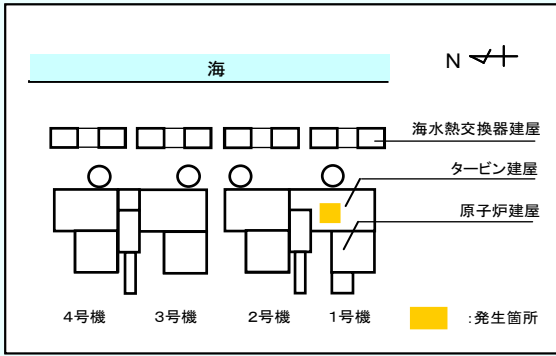 海
N
海水熱交換器建屋
タービン建屋
原子炉建屋
4号機
3号機
2号機
1号機
:発生箇所